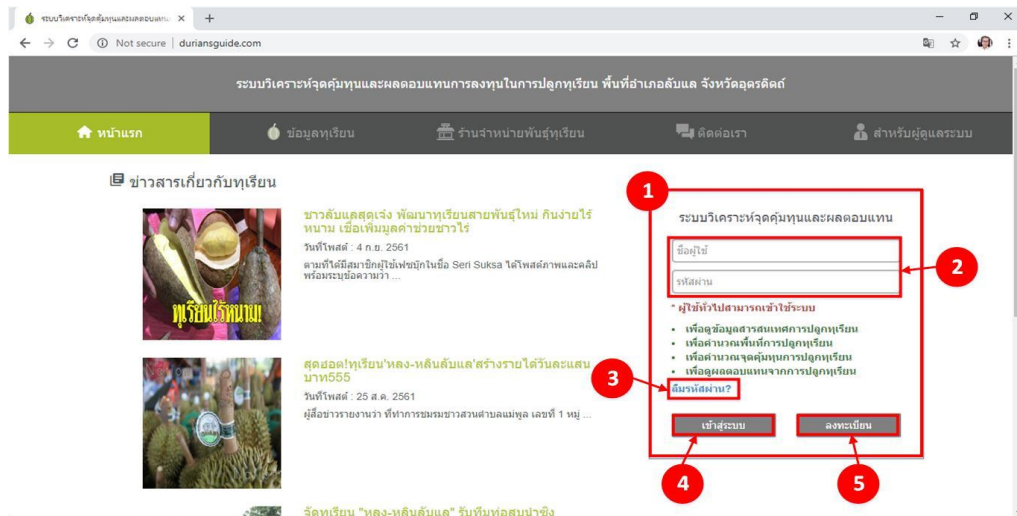 ระบบวิเคราะห์จุดคุ้มทุนและผลตอบแทน
Not secure | duriansguide.com
ระบบวิเคราะห์จุดคุ้มทุนและผลตอบแทนการลงทุนในการปลูกทุเรียน พื้นที่อำเภอลับแล จังหวัดอุตรดิตถ์
หน้าแรก ข้อมูลทุเรียน ร้านจำหน่ายพันธุ์ทุเรียน ติดต่อเรา สำหรับผู้ดูแลระบบ
ข่าวสารเกี่ยวกับทุเรียน
ชาวลับแลสุดเจ๋ง พัฒนาทุเรียนสายพันธุ์ใหม่ กินง่ายไร้
หนาม เชื่อเพิ่มมูลค่าช่วยชาวไร่
วันที่โพสต์ : 4 ก.ย. 2561
ตามที่ได้มีสมาชิกผู้ใช้เฟซบุ๊กในชื่อ Seri Suksa ได้โพสต์ภาพและคลิป
พร้อมระบุข้อความว่า ...
ทุเรียนไร้หนาม!
สุดฮอต!ทุเรียน'หลง-หลินลับแล'สร้างรายได้วันละแสน
บาท555
วันที่โพสต์ : 25 ส.ค. 2561
ผู้สื่อข่าวรายงานว่า ที่ทำการชมรมชาวสวนตำบลแม่พูล เลขที่ 1 หมู่ ...
จัดทุเรียน "หลง-หลินลับแล"
1
ระบบวิเคราะห์จุดคุ้มทุนและผลตอบแทน
ชื่อผู้ใช้
2
รหัสผ่าน
* ผู้ใช้ทั่วไปสามารถเข้าใช้ระบบ
• เพื่อดูข้อมูลสารสนเทศการปลูกทุเรียน
• เพื่อคำนวณพื้นที่การปลูกทุเรียน
• เพื่อคำนวณจุดคุ้มทุนการปลูกทุเรียน
• เพื่อดูผลตอบแทนจากการปลูกทุเรียน
3
ลืมรหัสผ่าน?
เข้าสู่ระบบ ลงทะเบียน
4 5